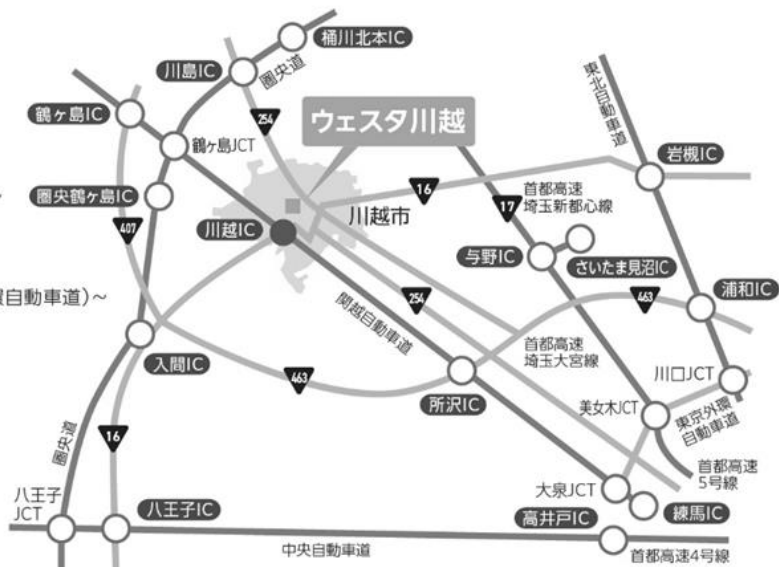 桶川北本IC
川島IC
圏央道
東北自動車道
鶴ヶ島IC
254
ウェスタ川越
鶴ヶ島JCT
岩槻IC
16
首都高速
埼玉新都心線
圏央鶴ヶ島IC
17
川越市
407
川越IC
与野IC
さいたま見沼IC
浦和IC
自動車道)～
関越自動車道
254
463
首都高速
埼玉大宮線
入間IC
463
川口JCT
所沢IC
美女木JCT
東京外環
自動車道
圏央道
16
首都高速
5号線
大泉JCT
八王子
JCT
八王子IC
高井戸IC
練馬IC
中央自動車道
首都高速4号線